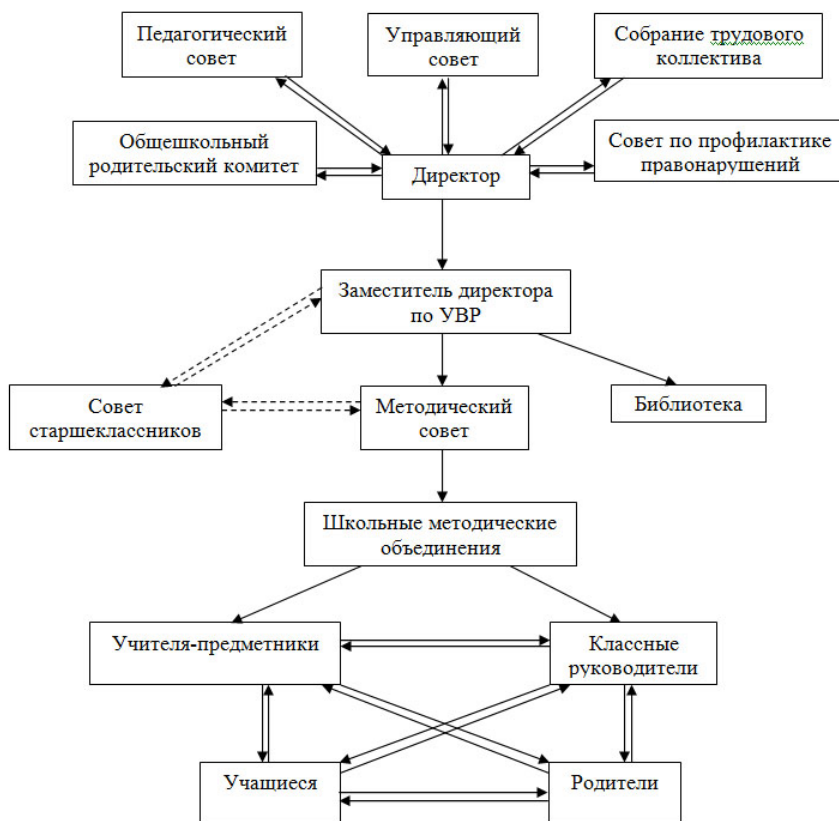 Педагогический
совет
Управляющий
совет
Собрание трудового
коллектива
Общешкольный
родительский комитет
Директор
Совет по профилактике
правонарушений
Заместитель директора
по УВР
Совет
старшеклассников
Методический
совет
Библиотека
Школьные методические
объединения
Учителя-предметники
Классные
руководители
Учащиеся
Родители